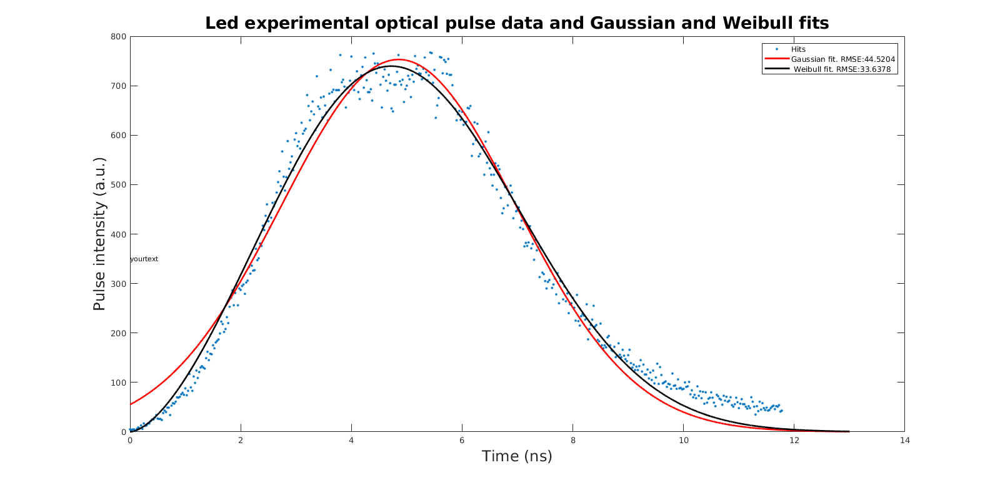 Led experimental optical pulse data and Gaussian and Weibull fits
800
700
600
500
400
300
200
100
0
Pulse intensity (a.u.)
yourtext
Hits
Gaussian fit. RMSE:44.5204
Weibull fit. RMSE:33.6378
0 2 4 6 8 10 12 14
Time (ns)